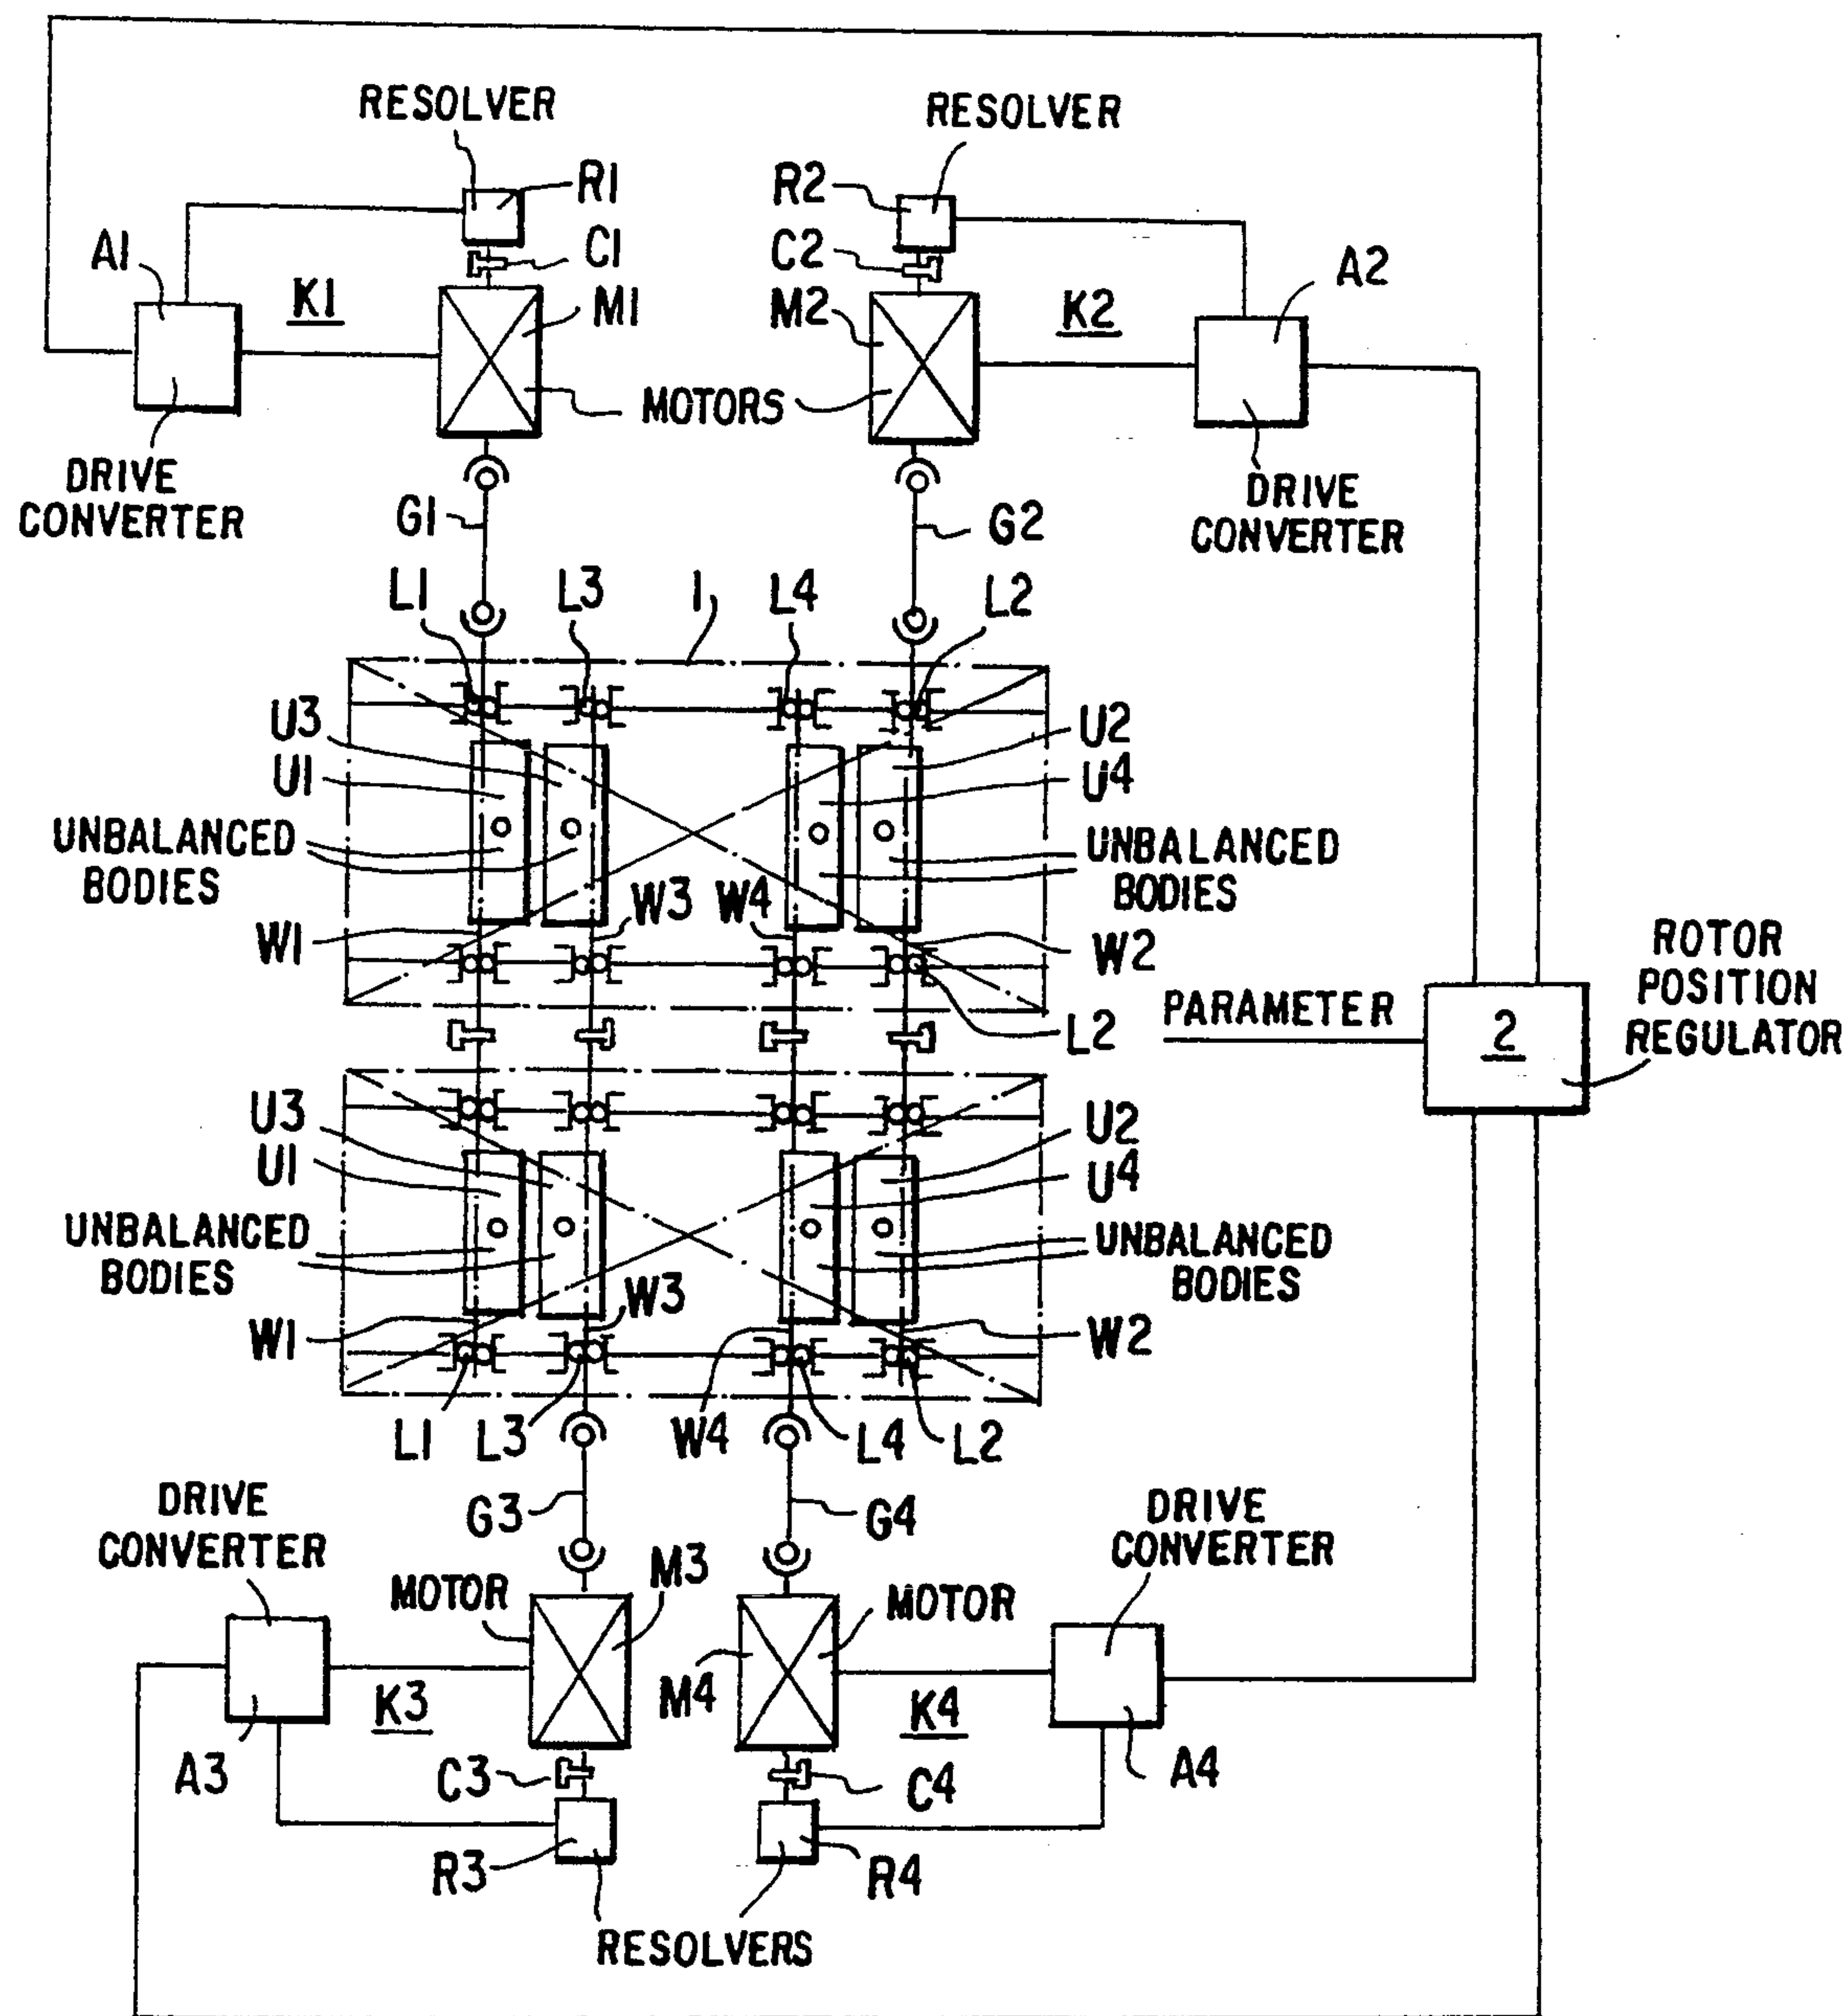 RESOLVER
RESOLVER
R1
R2
A1
C1
C2
A2
K1
M1
M2
K2
MOTORS
DRIVE
CONVERTER
DRIVE
CONVERTER
G1
G2
L1
L3
1
L4
L2
U3
U2
U1
U4
UNBALANCED
BODIES
UNBALANCED
BODIES
W1
W3
W4
W2
ROTOR
POSITION
REGULATOR
PARAMETER
2
L2
U3
U2
U1
U4
UNBALANCED
BODIES
UNBALANCED
BODIES
W3
W1
W2
L1
L3
W4
L4
L2
DRIVE
CONVERTER
G3
G4
DRIVE
CONVERTER
MOTOR
M3
MOTOR
K3
M4
K4
A3
C3
C4
A4
R3
R4
RESOLVERS